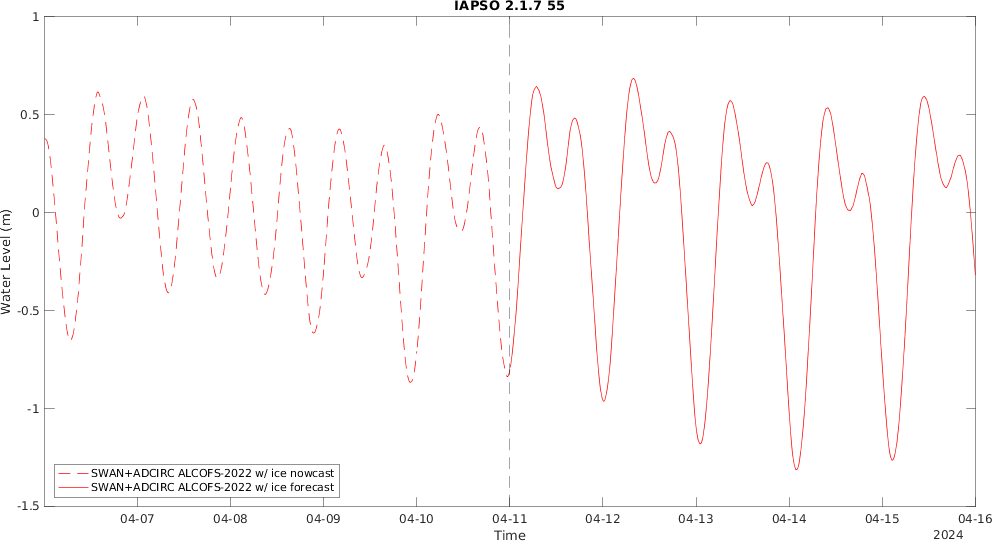 IAPSO 2.1.7 55
1
0.5
0
-0.5
-1
-1.5
Water Level (m)
SWAN+ADCIRC ALCOFS-2022 w/ ice nowcast
SWAN+ADCIRC ALCOFS-2022 w/ ice forecast
04-07 04-08 04-09 04-10 04-11 04-12 04-13 04-14 04-15 04-16
Time
2024